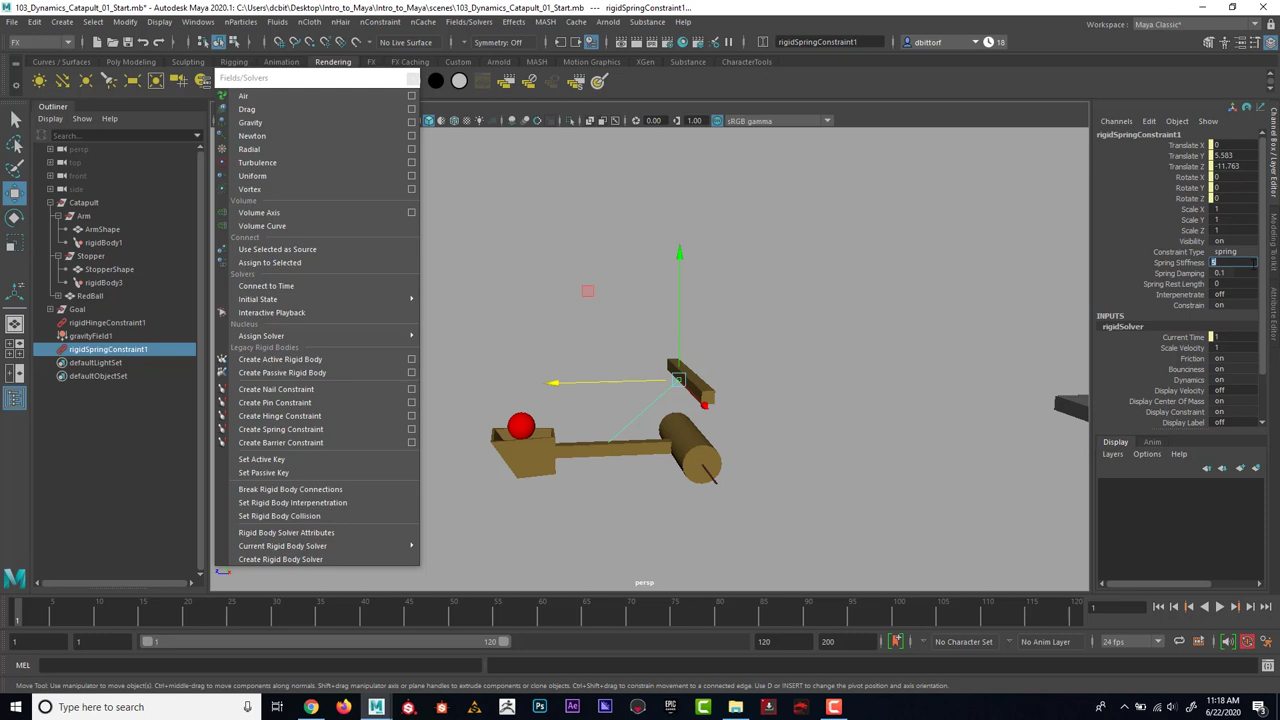 103_Dynamics_Catapult_01_Start.mb* - Autodesk Maya 2020.1: C:\Users\dcbit\Desktop\Intro_to_Maya\Intro_to_Maya\scenes\103_Dynamics_Catapult_01_Start.mb --- rigidSpringConstraint1...
File Edit Create Select Modify Display Windows nParticles Fluids nCloth nHair nConstraint nCache Fields/Solvers Effects MASH Cache Arnold Substance Help
Workspace : Maya Classic*
FX
No Live Surface
Symmetry: Off
rigidSpringConstraint1
dbittorf
18
Curves / Surfaces Poly Modeling Sculpting Rigging Animation Rendering FX FX Caching Custom Arnold MASH Motion Graphics XGen Substance CharacterTools
Fields/Solvers
Air
Drag
Gravity
Newton
Radial
Turbulence
Uniform
Vortex
Volume
Volume Axis
Volume Curve
Connect
Use Selected as Source
Assign to Selected
Solvers
Connect to Time
Initial State
Interactive Playback
Nucleus
Assign Solver
Legacy Rigid Bodies
Create Active Rigid Body
Create Passive Rigid Body
Create Nail Constraint
Create Pin Constraint
Create Hinge Constraint
Create Spring Constraint
Create Barrier Constraint
Set Active Key
Set Passive Key
Break Rigid Body Connections
Set Rigid Body Interpenetration
Set Rigid Body Collision
Rigid Body Solver Attributes
Current Rigid Body Solver
Create Rigid Body Solver
Outliner
Display Show Help
Search...
persp
top
front
side
Catapult
Arm
ArmShape
rigidBody1
Stopper
StopperShape
rigidBody3
RedBall
Goal
rigidHingeConstraint1
gravityField1
rigidSpringConstraint1
defaultLightSet
defaultObjectSet
0.00
1.00
sRGB gamma
persp
Channels Edit Object Show
rigidSpringConstraint1
Translate X 0
Translate Y 5.583
Translate Z -11.763
Rotate X 0
Rotate Y 0
Rotate Z 0
Scale X 1
Scale Y 1
Scale Z 1
Visibility on
Constraint Type spring
Spring Stiffness 5
Spring Damping 0.1
Spring Rest Length 0
Interpenetrate off
Constrain on
INPUTS
rigidSolver
Current Time 1
Scale Velocity 1
Friction on
Bounciness on
Dynamics on
Display Velocity off
Display Center Of Mass on
Display Constraint on
Display Label off
Display Anim
Layers Options Help
Channel Box / Layer Editor
Modeling Toolkit
Attribute Editor
5 10 15 20 25 30 35 40 45 50 55 60 65 70 75 80 85 90 95 100 105 110 115 120
1
1
1
1
1
120
120
200
No Character Set
No Anim Layer
24 fps
MEL
Move Tool: Use manipulator to move object(s). Ctrl+middle-drag to move components along normals. Shift+drag manipulator axis or plane handles to extrude components or clone objects. Ctrl+Shift+drag to constrain movement to a connected edge. Use D or INSERT to change the pivot position and axis orientation.
Type here to search
Ps
Ae
11:18 AM
6/22/2020